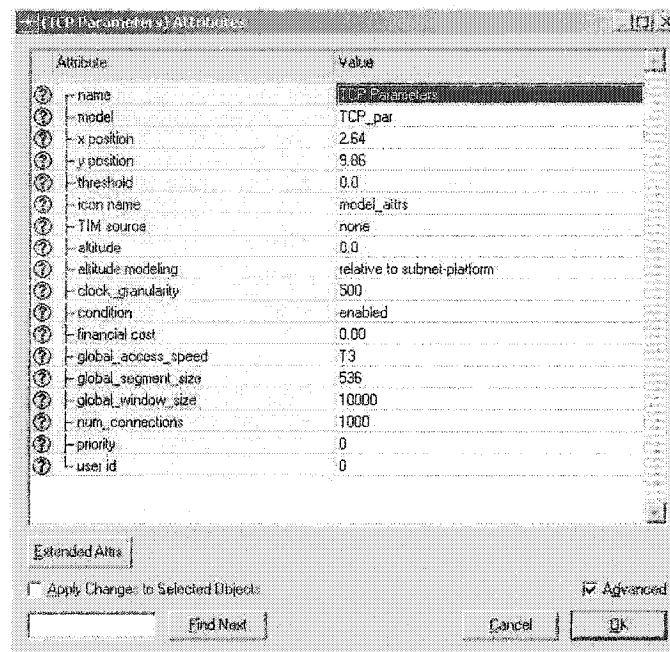 (TCP Parameters) Attributes
Attribute Value
name TCP Parameters
model TCP_par
x position 2.64
y position 9.86
threshold 0.0
icon name model_attrs
TIM source none
altitude 0.0
altitude modeling relative to subnet-platform
clock_granularity 500
condition enabled
financial cost 0.00
global_access_speed T3
global_segment_size 536
global_window_size 10000
num_connections 1000
priority 0
user id 0
Extended Attrs.
Apply Changes to Selected Objects Advanced
Find Next Cancel OK